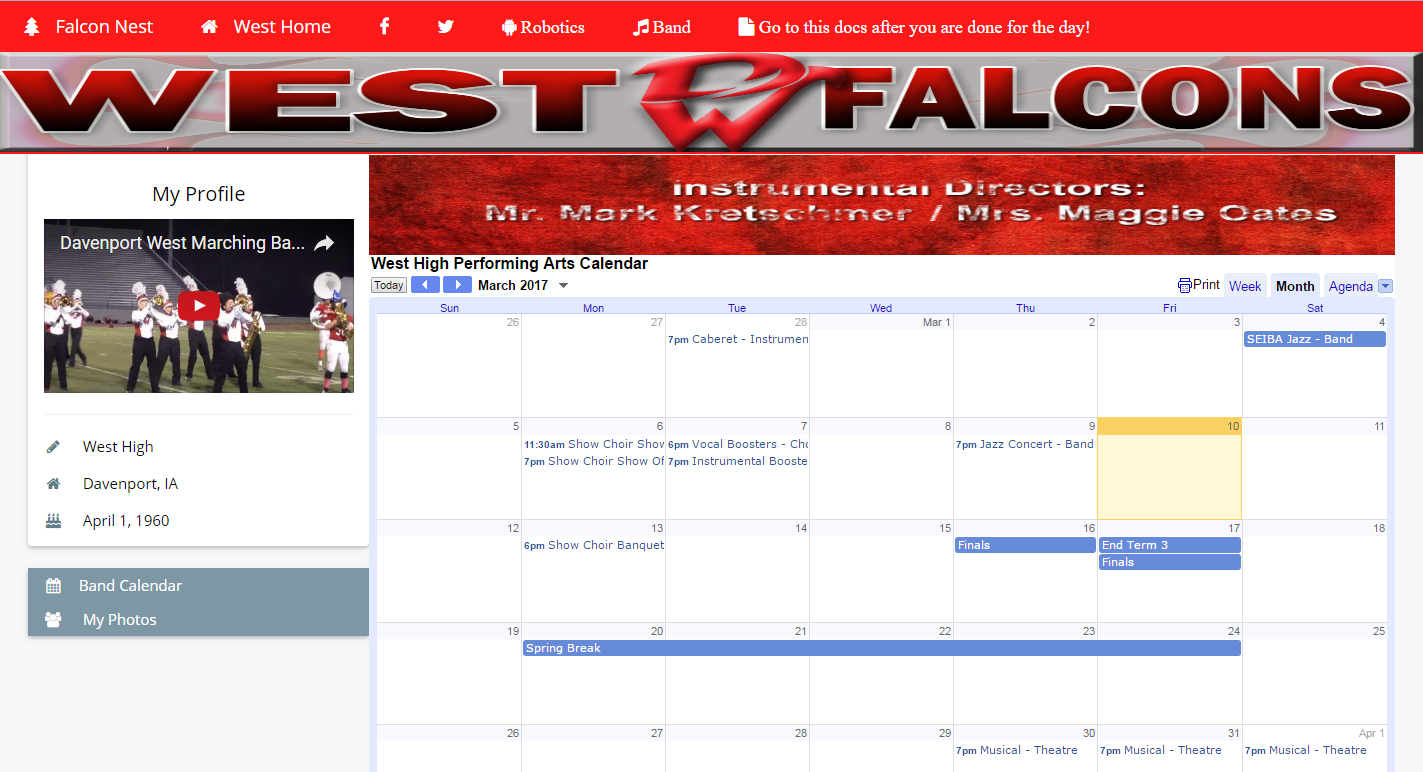 Falcon Nest West Home Robotics Band Go to this docs after you are done for the day!
WEST FALCONS
My Profile
Davenport West Marching Ba...
West High
Davenport, IA
April 1, 1960
Band Calendar
My Photos
Instrumental Directors:
Mr. Mark Kretschmer / Mrs. Maggie Oates
West High Performing Arts Calendar
Today March 2017 Print Week Month Agenda
Sun Mon Tue Wed Thu Fri Sat
26 27 28 Mar 1 2 3 4
7pm Caberet - Instrumen SEIBA Jazz - Band
5 6 7 8 9 10 11
11:30am Show Choir Show 6pm Vocal Boosters - Cho 7pm Jazz Concert - Band
7pm Show Choir Show Of 7pm Instrumental Booste
12 13 14 15 16 17 18
6pm Show Choir Banquet Finals End Term 3
Finals
19 20 21 22 23 24 25
Spring Break
26 27 28 29 30 31 Apr 1
7pm Musical - Theatre 7pm Musical - Theatre 7pm Musical - Theatre